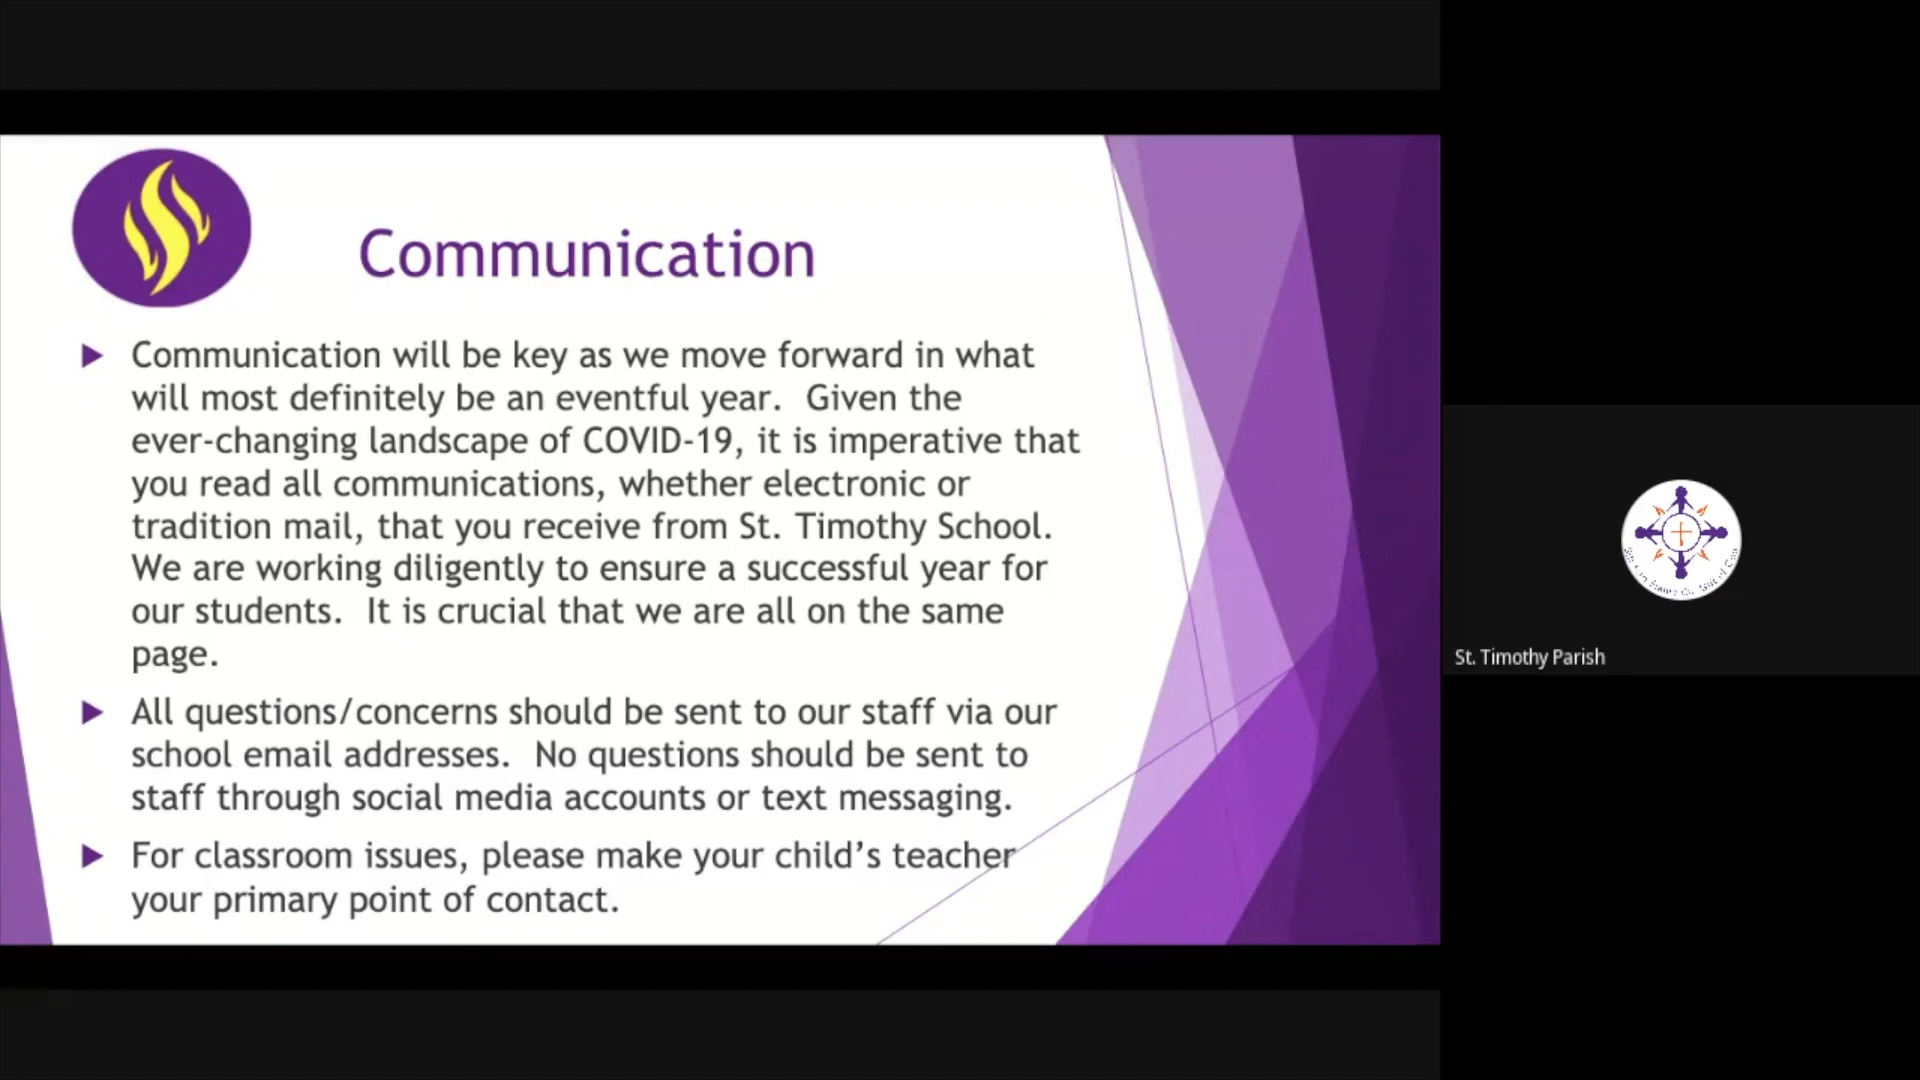 Communication
Communication will be key as we move forward in what
will most definitely be an eventful year.  Given the
ever-changing landscape of COVID-19, it is imperative that
you read all communications, whether electronic or
tradition mail, that you receive from St. Timothy School.
We are working diligently to ensure a successful year for
our students.  It is crucial that we are all on the same
page.
All questions/concerns should be sent to our staff via our
school email addresses.  No questions should be sent to
staff through social media accounts or text messaging.
For classroom issues, please make your child’s teacher
your primary point of contact.
St. Timothy Parish